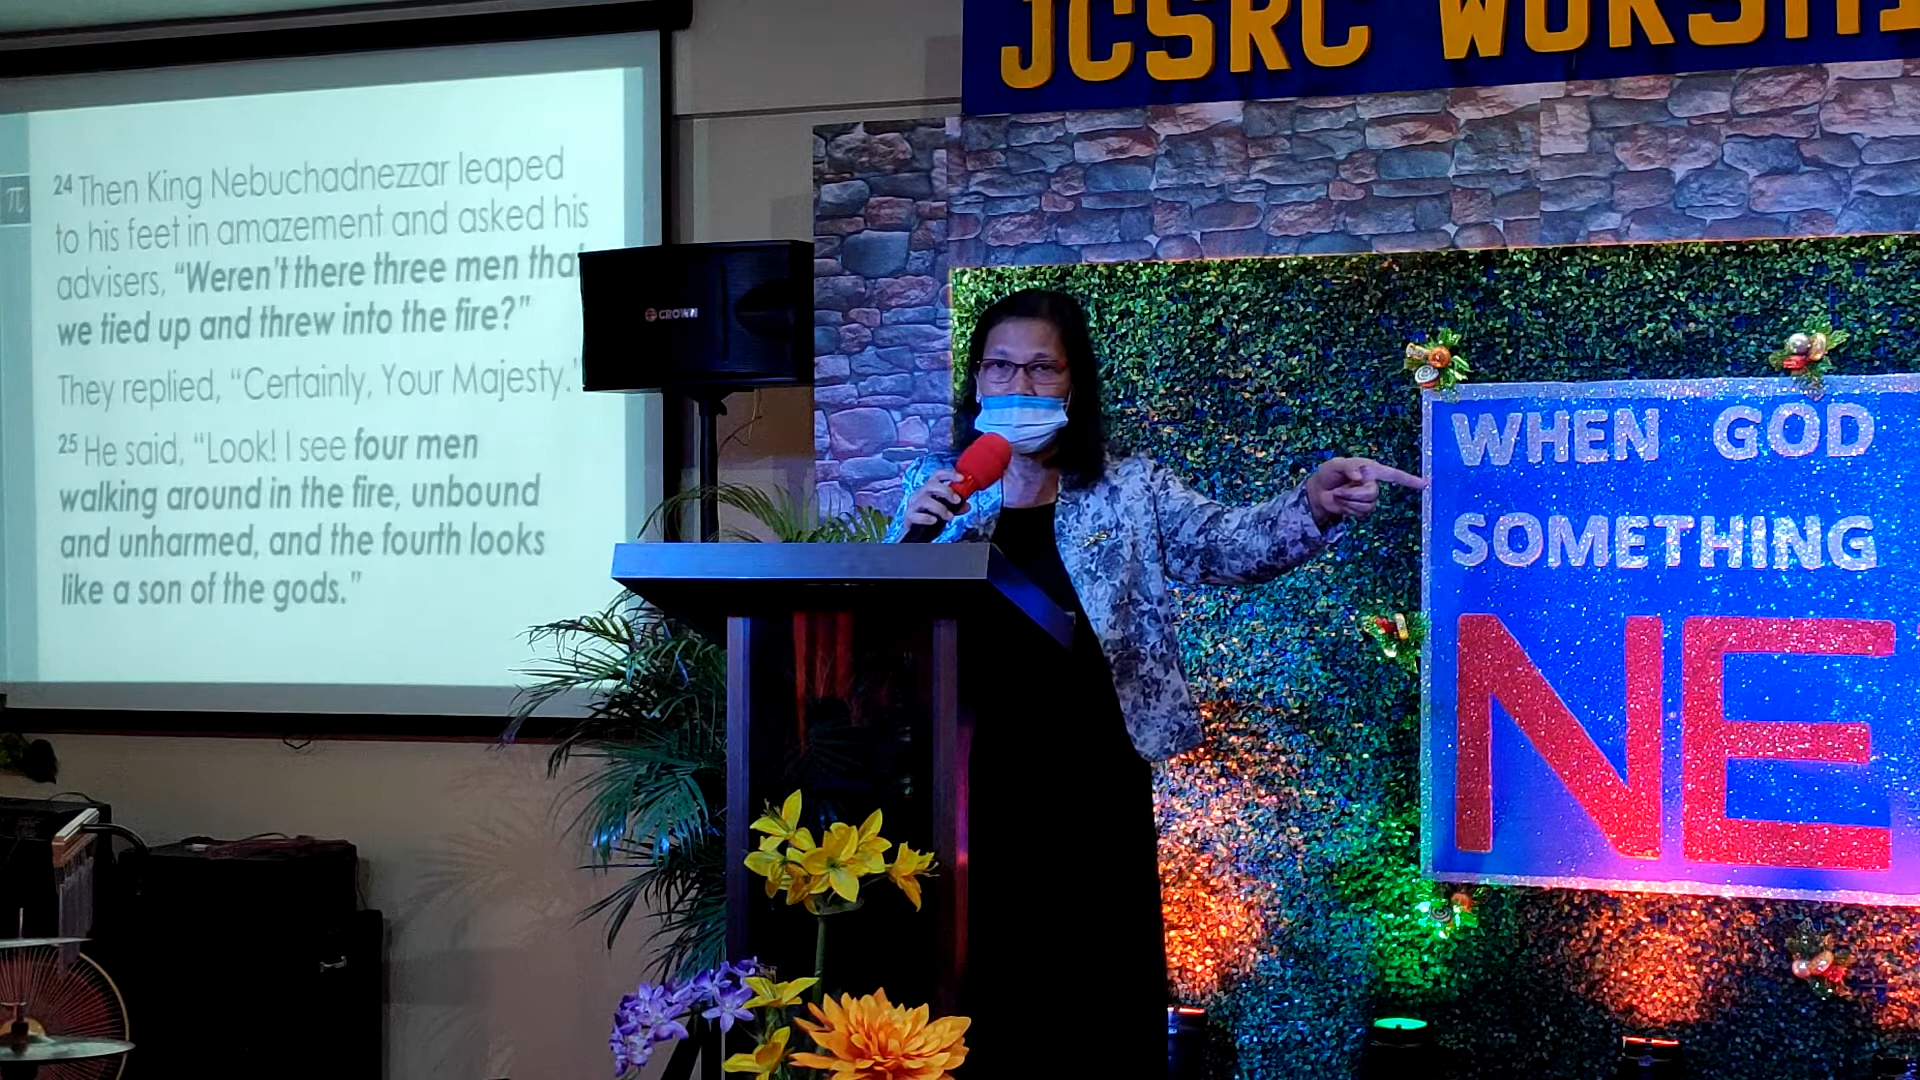 24 Then King Nebuchadnezzar leaped
to his feet in amazement and asked his
advisers, “Weren't there three men that
we tied up and threw into the fire?”
They replied, “Certainly, Your Majesty.”
25 He said, “Look! I see four men
walking around in the fire, unbound
and unharmed, and the fourth looks
like a son of the gods.”
π
CROWN
JCSRC WORSHI
WHEN GOD
SOMETHING
NE